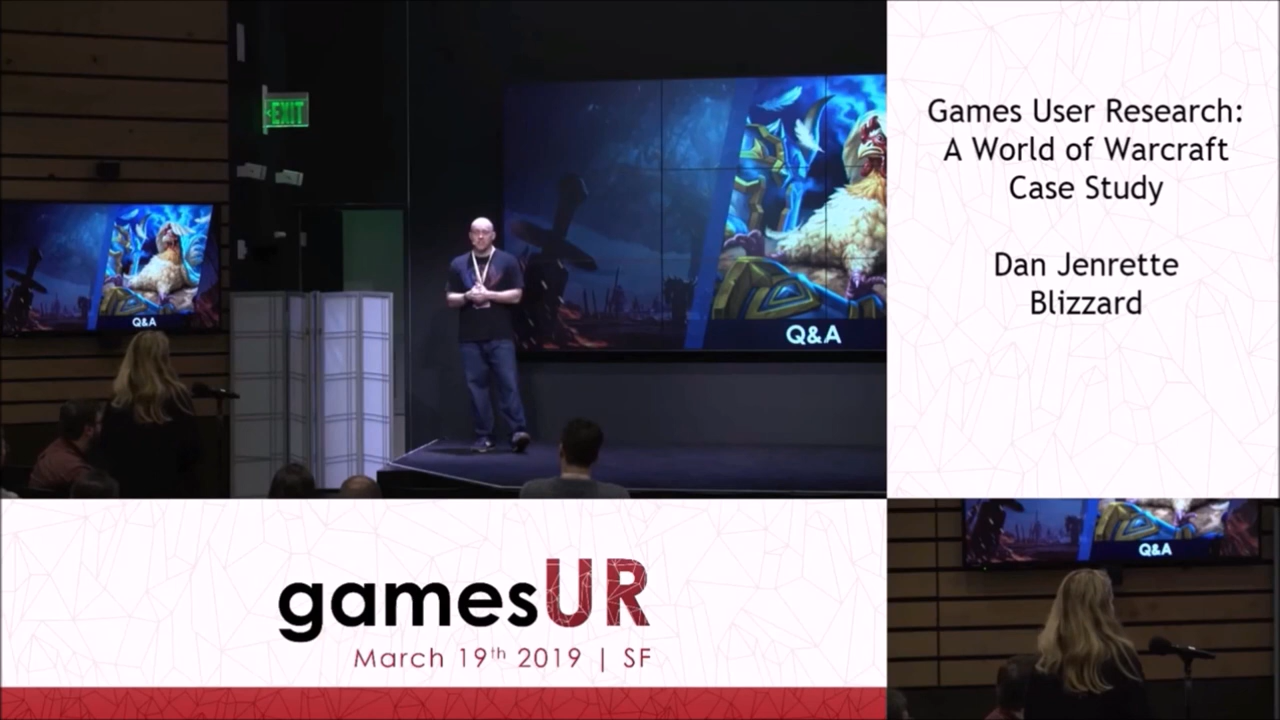 EXIT
Q&A
Q&A
Games User Research:
A World of Warcraft
Case Study
Dan Jenrette
Blizzard
gamesUR
March 19th 2019 | SF
Q&A